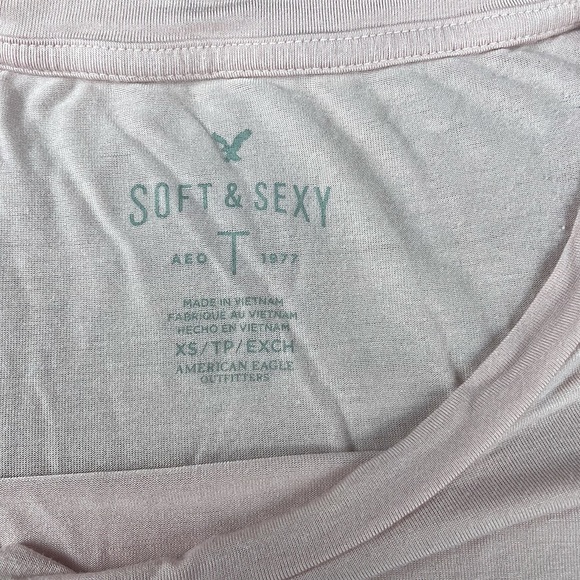 SOFT & SEXY
AEO T 1977
MADE IN VIETNAM
FABRIQUE AU VIETNAM
HECHO EN VIETNAM
XS/TP/EXCH
AMERICAN EAGLE
OUTFITTERS